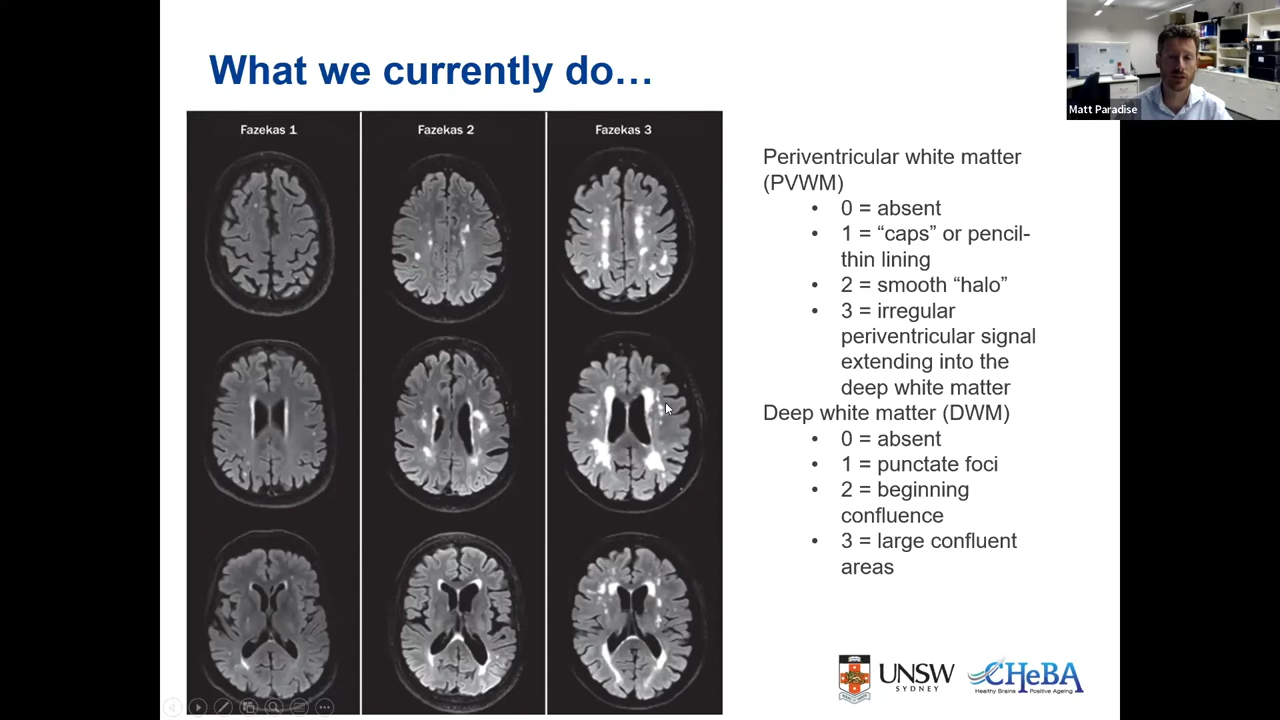 What we currently do…
Matt Paradise
Fazekas 1
Fazekas 2
Fazekas 3
Periventricular white matter
(PVWM)
• 0 = absent
• 1 = “caps” or pencil-
thin lining
• 2 = smooth “halo”
• 3 = irregular
periventricular signal
extending into the
deep white matter
Deep white matter (DWM)
• 0 = absent
• 1 = punctate foci
• 2 = beginning
confluence
• 3 = large confluent
areas
UNSW
SYDNEY
CHeBA
Healthy Brains Positive Ageing